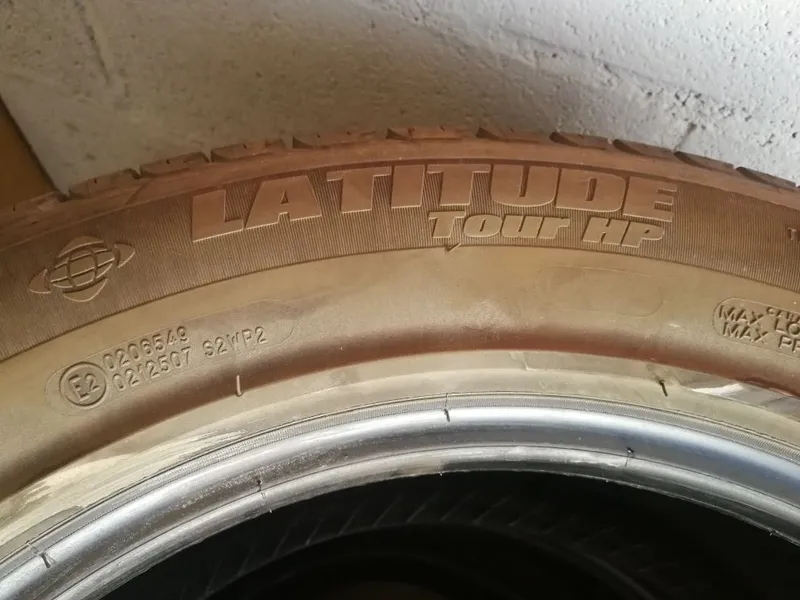 LATITUDE
Tour HP
E2
0206549
0212507 S2WR2
MAX LO
MAX PR